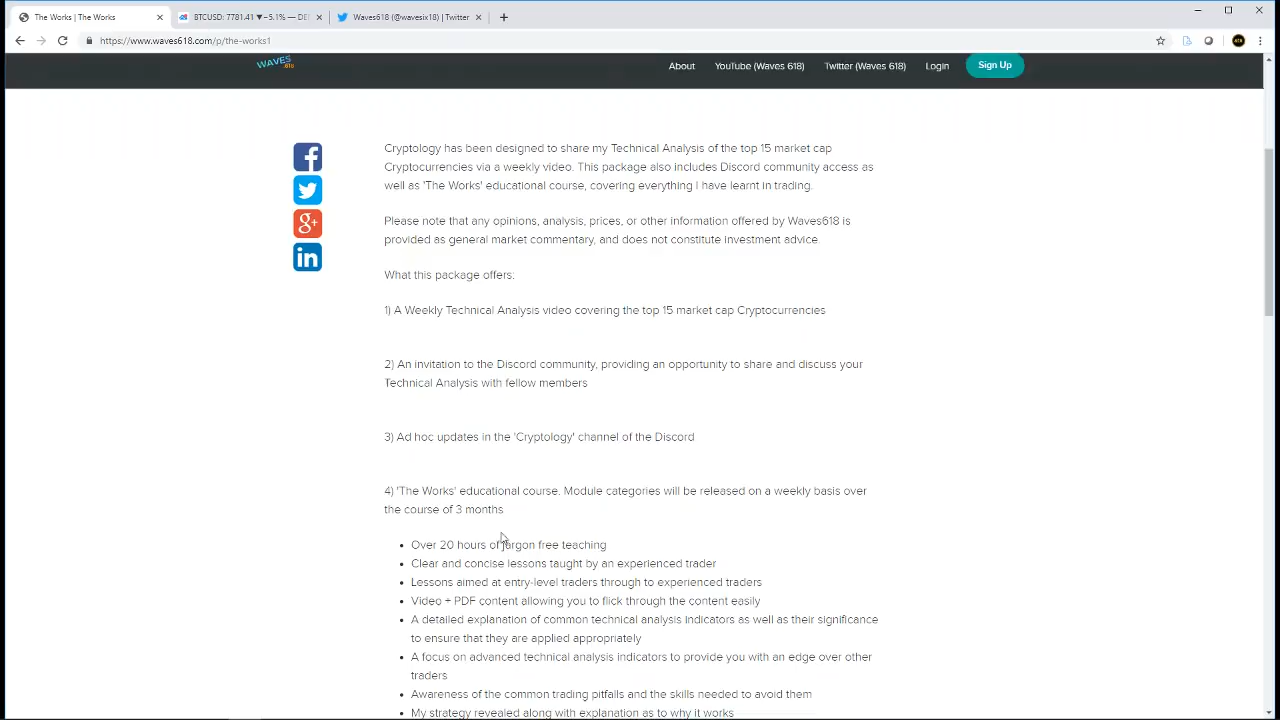 The Works | The Works
BTCUSD: 7781.41 ▼−5.1% — DE
Waves618 (@wavesix18) | Twitter
https://www.waves618.com/p/the-works1
WAVES
.618
About
YouTube (Waves 618)
Twitter (Waves 618)
Login
Sign Up
Cryptology has been designed to share my Technical Analysis of the top 15 market cap
Cryptocurrencies via a weekly video. This package also includes Discord community access as
well as 'The Works' educational course, covering everything I have learnt in trading.
Please note that any opinions, analysis, prices, or other information offered by Waves618 is
provided as general market commentary, and does not constitute investment advice
What this package offers:
1) A Weekly Technical Analysis video covering the top 15 market cap Cryptocurrencies
2) An invitation to the Discord community, providing an opportunity to share and discuss your
Technical Analysis with fellow members
3) Ad hoc updates in the 'Cryptology' channel of the Discord
4) 'The Works' educational course. Module categories will be released on a weekly basis over
the course of 3 months
• Over 20 hours of jargon free teaching
• Clear and concise lessons taught by an experienced trader
• Lessons aimed at entry-level traders through to experienced traders
• Video + PDF content allowing you to flick through the content easily
• A detailed explanation of common technical analysis indicators as well as their significance
to ensure that they are applied appropriately
• A focus on advanced technical analysis indicators to provide you with an edge over other
traders
• Awareness of the common trading pitfalls and the skills needed to avoid them
• My strategy revealed along with explanation as to why it works